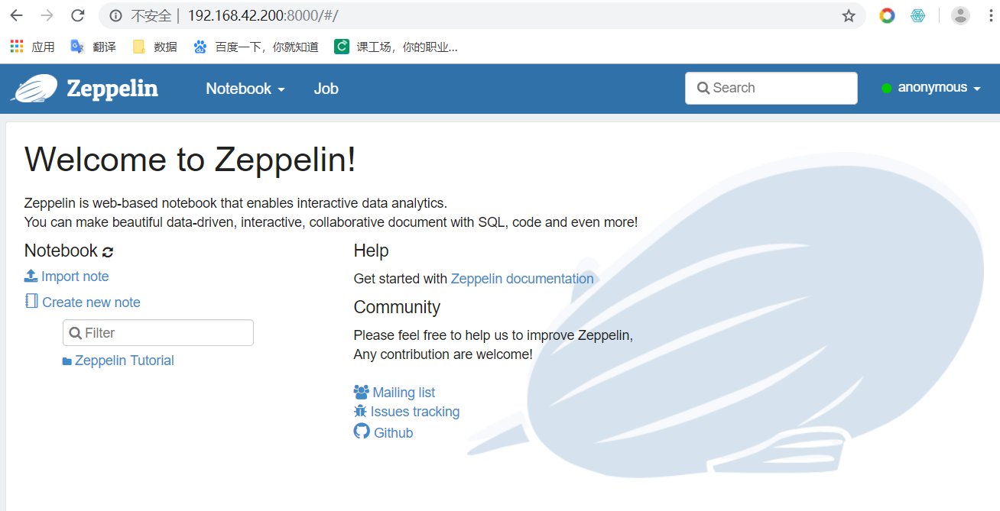 不安全 | 192.168.42.200:8000/#/
应用 翻译 数据 百度一下，你就知道 课工场，你的职业...
Zeppelin Notebook Job Search anonymous
Welcome to Zeppelin!
Zeppelin is web-based notebook that enables interactive data analytics.
You can make beautiful data-driven, interactive, collaborative document with SQL, code and even more!
Notebook
Import note
Create new note
Filter
Zeppelin Tutorial
Help
Get started with Zeppelin documentation
Community
Please feel free to help us to improve Zeppelin,
Any contribution are welcome!
Mailing list
Issues tracking
Github